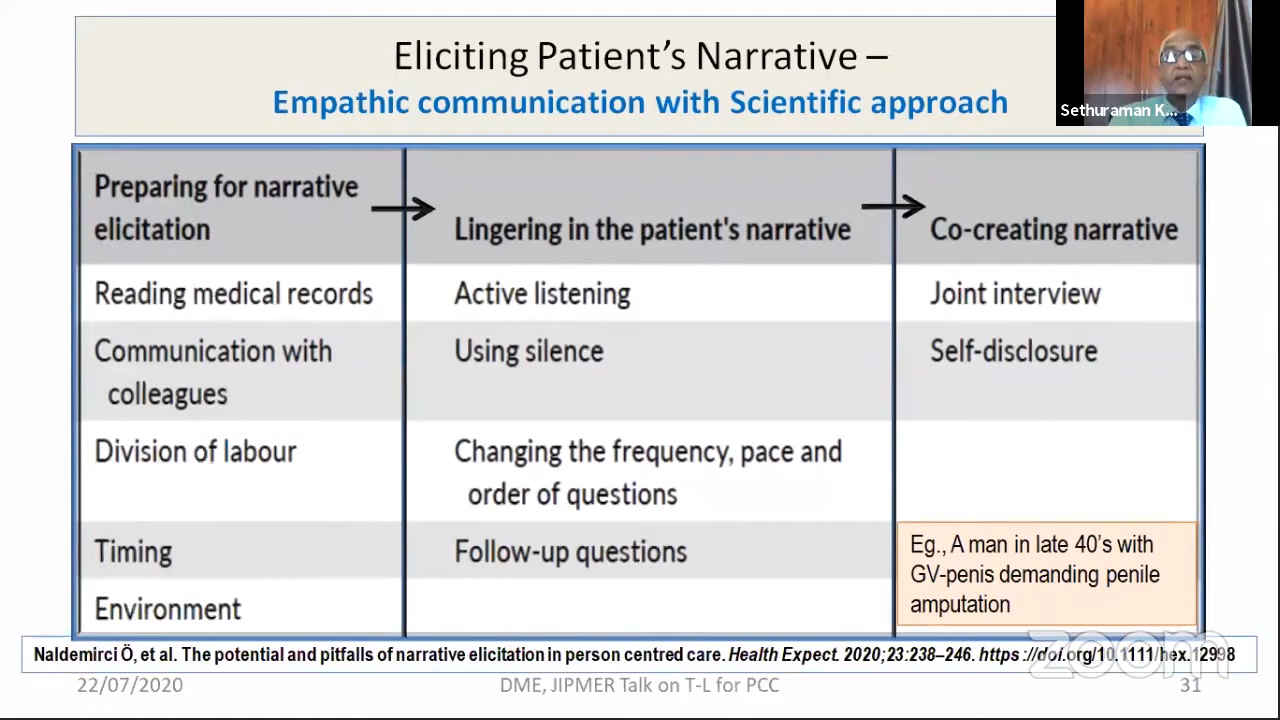 Eliciting Patient’s Narrative –
Empathic communication with Scientific approach
Sethuraman K...
Preparing for narrative
elicitation
Lingering in the patient's narrative
Co-creating narrative
Reading medical records
Active listening
Joint interview
Communication with
colleagues
Using silence
Self-disclosure
Division of labour
Changing the frequency, pace and
order of questions
Timing
Follow-up questions
Eg., A man in late 40’s with
GV-penis demanding penile
amputation
Environment
zoom
Naldemirci Ö, et al. The potential and pitfalls of narrative elicitation in person centred care. Health Expect. 2020;23:238–246. https ://doi.org/10.1111/hex.12998
22/07/2020
DME, JIPMER Talk on T-L for PCC
31